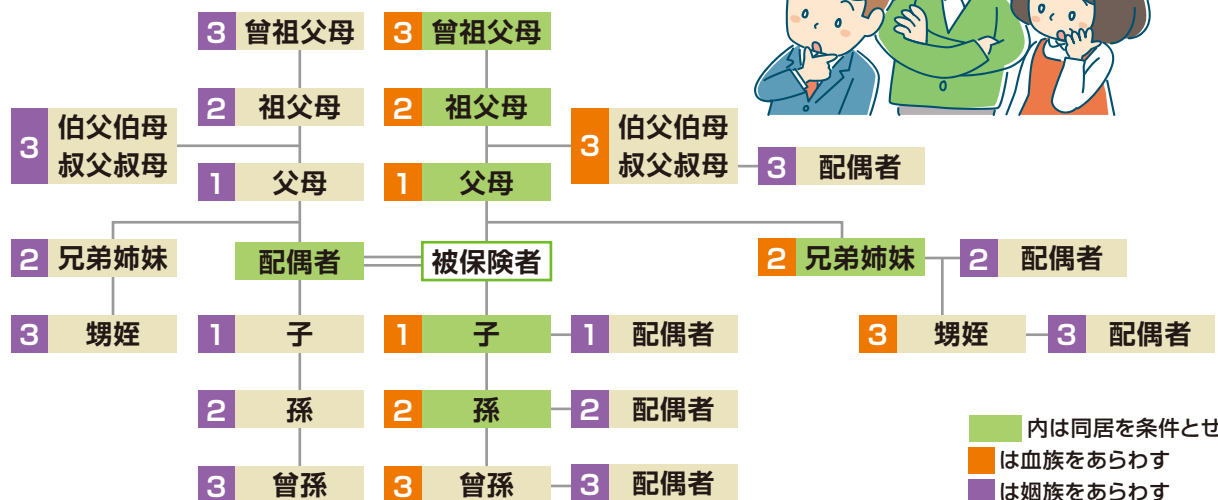 3 曾祖父母 3 曾祖父母
2 祖父母 2 祖父母
3 伯父伯母
叔父叔母
3 伯父伯母
叔父叔母
3 配偶者
1 父母 1 父母
2 兄弟姉妹 配偶者 被保険者 2 兄弟姉妹 2 配偶者
3 甥姪 1 子 1 子 1 配偶者 3 甥姪 3 配偶者
2 孫 2 孫 2 配偶者
3 曾孫 3 曾孫 3 配偶者
内は同居を条件とせ
は血族をあらわす
は姻族をあらわす